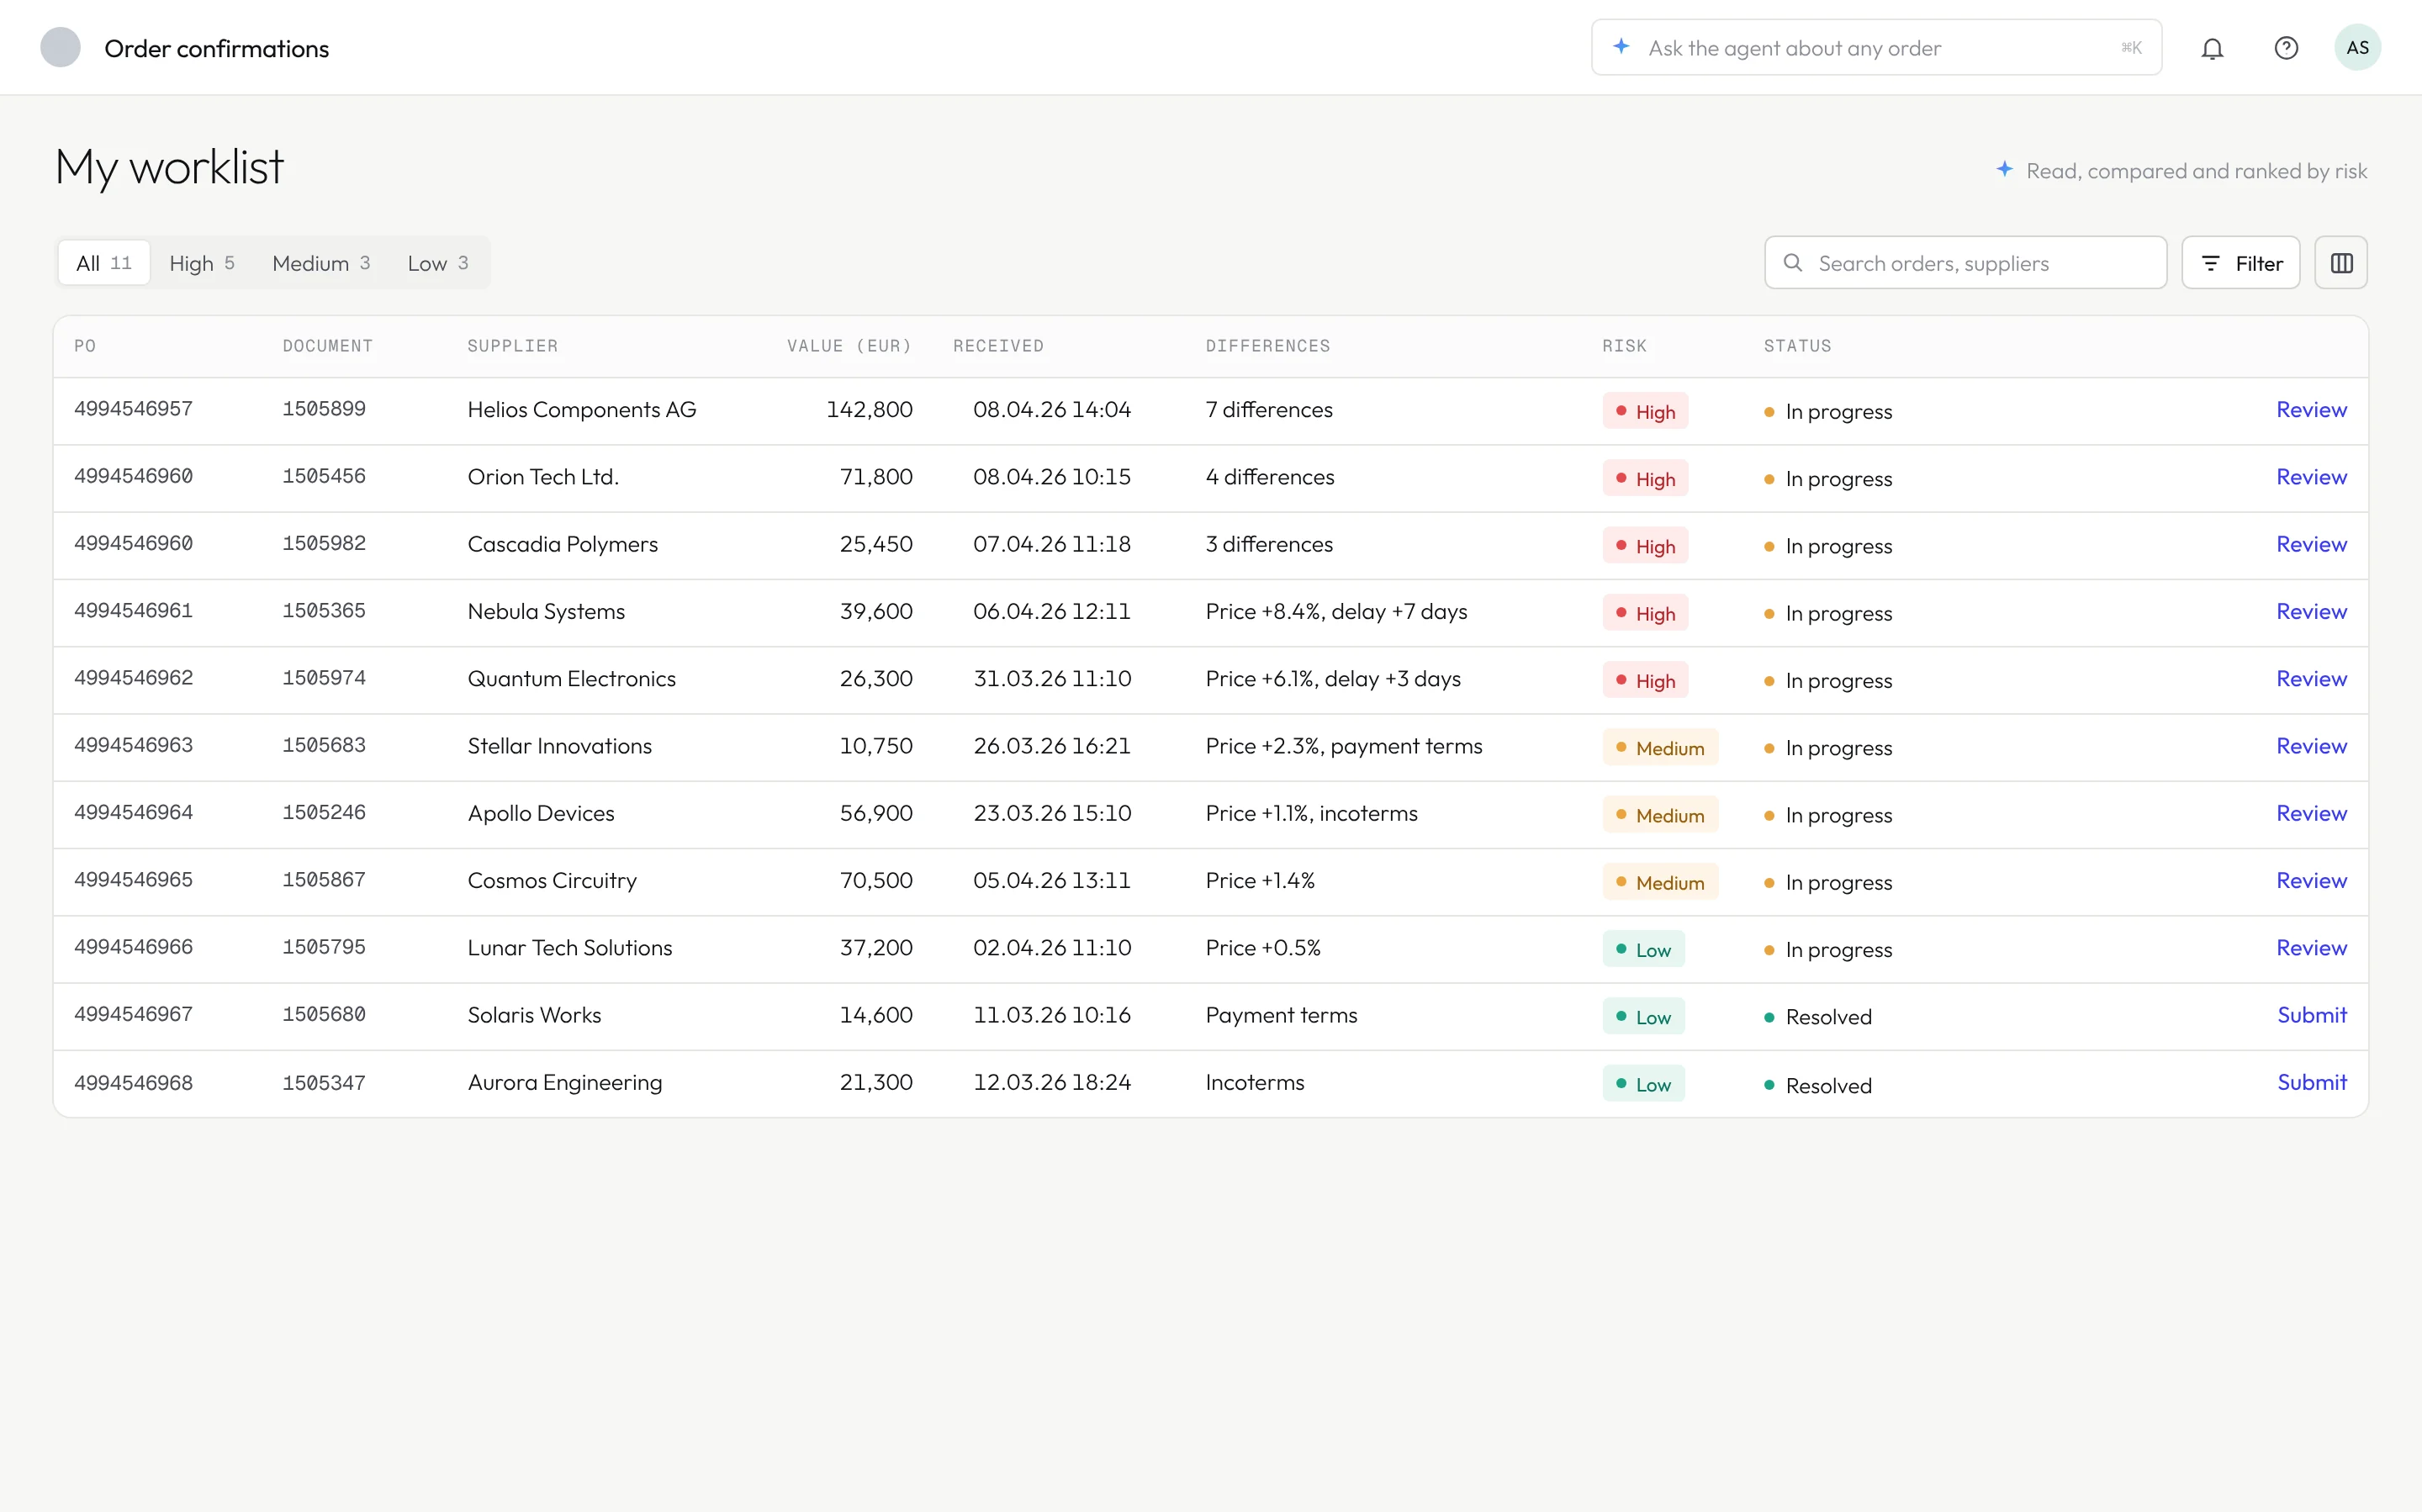 Order confirmations
Ask the agent about any order ⌘K
AS
My worklist
Read, compared and ranked by risk
All 11 High 5 Medium 3 Low 3
Search orders, suppliers
Filter
PO DOCUMENT SUPPLIER VALUE (EUR) RECEIVED DIFFERENCES RISK STATUS
4994546957 1505899 Helios Components AG 142,800 08.04.26 14:04 7 differences High In progress Review
4994546960 1505456 Orion Tech Ltd. 71,800 08.04.26 10:15 4 differences High In progress Review
4994546960 1505982 Cascadia Polymers 25,450 07.04.26 11:18 3 differences High In progress Review
4994546961 1505365 Nebula Systems 39,600 06.04.26 12:11 Price +8.4%, delay +7 days High In progress Review
4994546962 1505974 Quantum Electronics 26,300 31.03.26 11:10 Price +6.1%, delay +3 days High In progress Review
4994546963 1505683 Stellar Innovations 10,750 26.03.26 16:21 Price +2.3%, payment terms Medium In progress Review
4994546964 1505246 Apollo Devices 56,900 23.03.26 15:10 Price +1.1%, incoterms Medium In progress Review
4994546965 1505867 Cosmos Circuitry 70,500 05.04.26 13:11 Price +1.4% Medium In progress Review
4994546966 1505795 Lunar Tech Solutions 37,200 02.04.26 11:10 Price +0.5% Low In progress Review
4994546967 1505680 Solaris Works 14,600 11.03.26 10:16 Payment terms Low Resolved Submit
4994546968 1505347 Aurora Engineering 21,300 12.03.26 18:24 Incoterms Low Resolved Submit